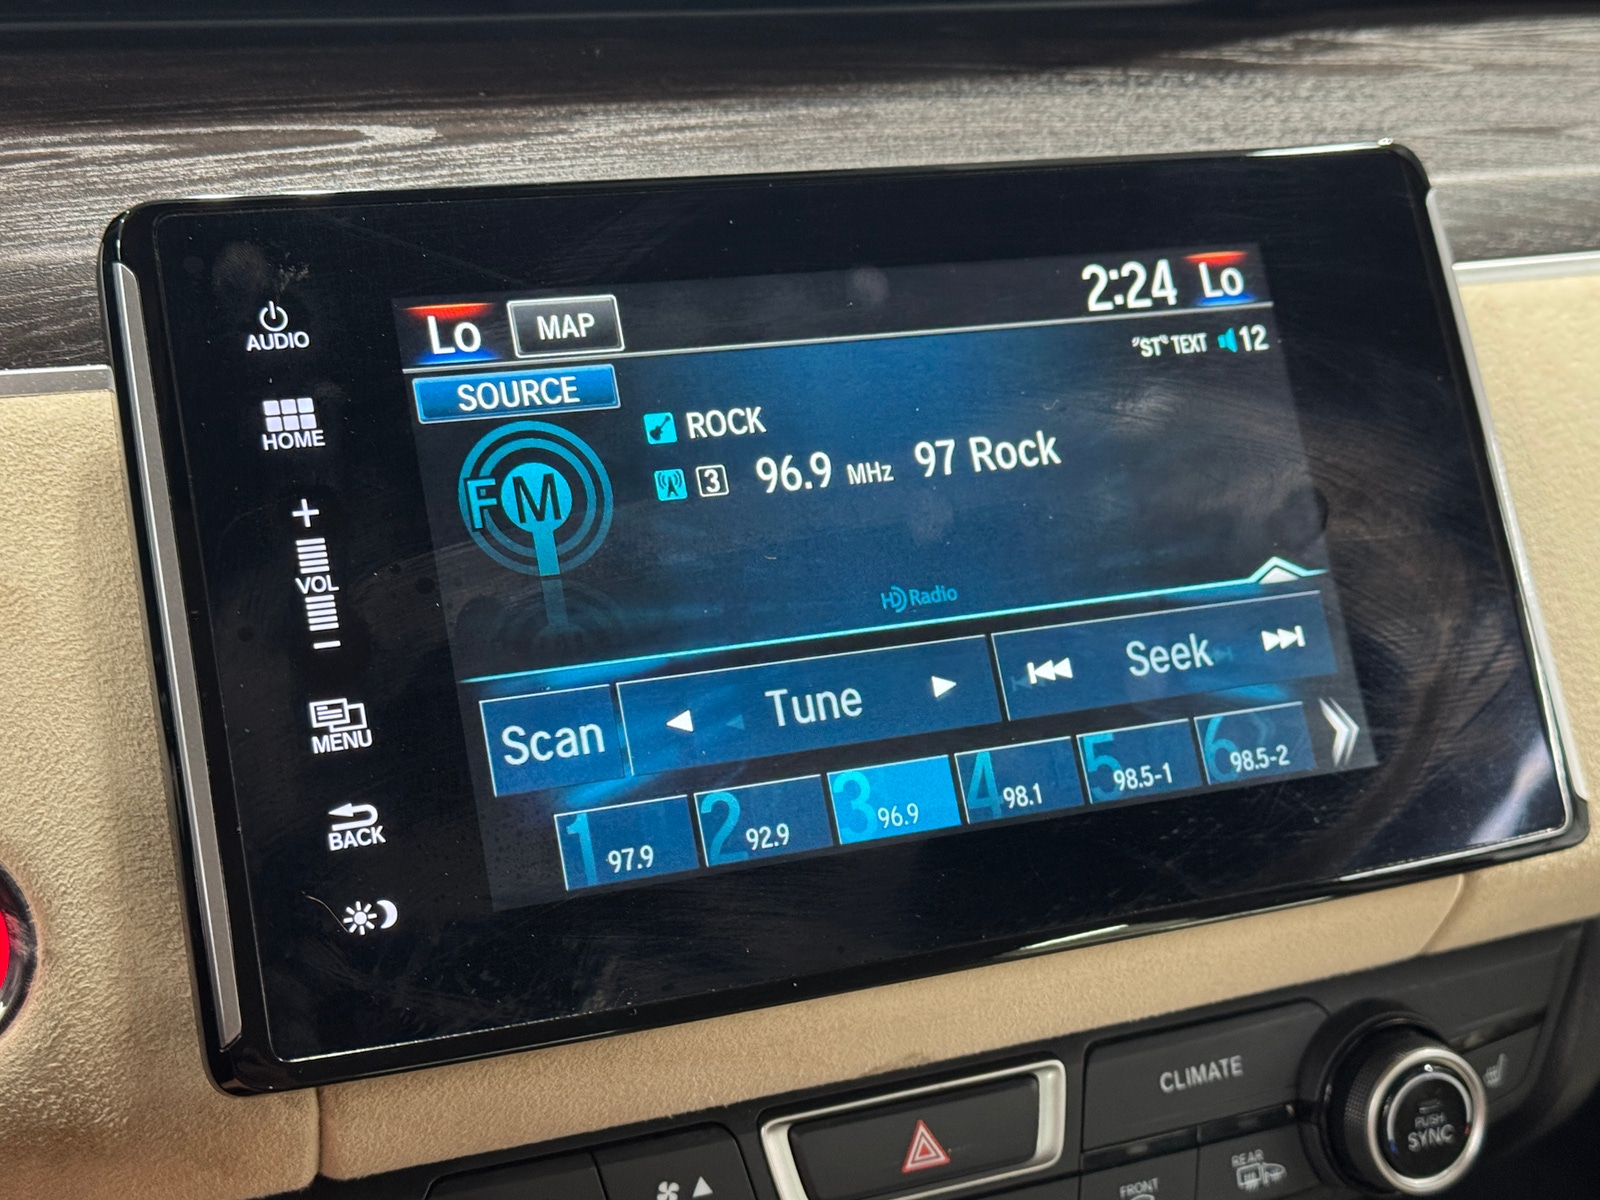 AUDIO
HOME
+
VOL
−
MENU
BACK
Lo
MAP
2:24
Lo
"ST" TEXT
12
SOURCE
FM
ROCK
3
96.9 MHz 97 Rock
HD Radio
Scan
Tune
Seek
1 97.9
2 92.9
3 96.9
4 98.1
5 98.5-1
6 98.5-2
CLIMATE
PUSH
SYNC
FRONT
REAR